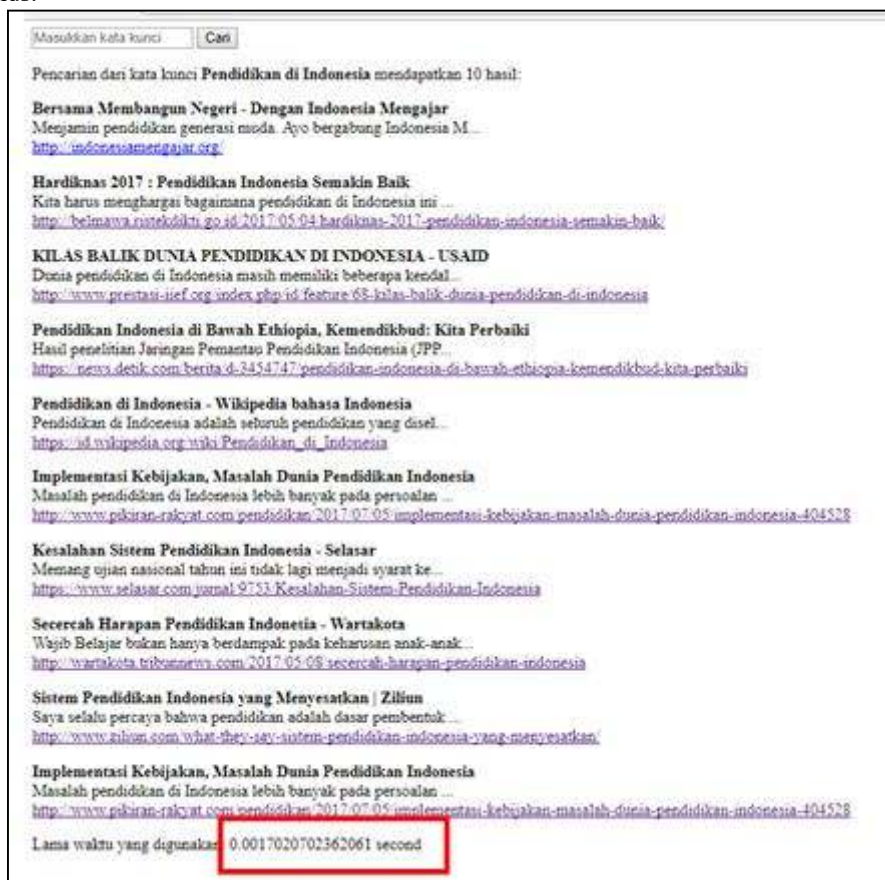 Masukkan kata kunci Cari
Pencarian dari kata kunci Pendidikan di Indonesia mendapatkan 10 hasil:
Bersama Membangun Negeri - Dengan Indonesia Mengajar
Menjamin pendidikan generasi muda. Ayo bergabung Indonesia M...
http://indonesiamengajar.org/
Hardiknas 2017 : Pendidikan Indonesia Semakin Baik
Kita harus menghargai bagaimana pendidikan di Indonesia ini ...
http://belmawa.ristekdikti.go.id/2017/05/04/hardiknas-2017-pendidikan-indonesia-semakin-baik/
KILAS BALIK DUNIA PENDIDIKAN DI INDONESIA - USAID
Dunia pendidikan di Indonesia masih memiliki beberapa kendal...
http://www.prestasi-iief.org/index.php/id/feature/68-kilas-balik-dunia-pendidikan-di-indonesia
Pendidikan Indonesia di Bawah Ethiopia, Kemendikbud: Kita Perbaiki
Hasil penelitian Jaringan Pemantau Pendidikan Indonesia (JPP...
https://news.detik.com/berita/d-3454747/pendidikan-indonesia-di-bawah-ethiopia-kemendikbud-kita-perbaiki
Pendidikan di Indonesia - Wikipedia bahasa Indonesia
Pendidikan di Indonesia adalah seluruh pendidikan yang disel...
https://id.wikipedia.org/wiki/Pendidikan_di_Indonesia
Implementasi Kebijakan, Masalah Dunia Pendidikan Indonesia
Masalah pendidikan di Indonesia lebih banyak pada persoalan ...
http://www.pikiran-rakyat.com/pendidikan/2017/07/05/implementasi-kebijakan-masalah-dunia-pendidikan-indonesia-404528
Kesalahan Sistem Pendidikan Indonesia - Selasar
Memang ujian nasional tahun ini tidak lagi menjadi syarat ke...
https://www.selasar.com/jurnal/9753/Kesalahan-Sistem-Pendidikan-Indonesia
Secercah Harapan Pendidikan Indonesia - Wartakota
Wajib Belajar bukan hanya berdampak pada keharusan anak-anak...
http://wartakota.tribunnews.com/2017/05/08/secercah-harapan-pendidikan-indonesia
Sistem Pendidikan Indonesia yang Menyesatkan | Ziliun
Saya selalu percaya bahwa pendidikan adalah dasar pembentuk ...
http://www.ziliun.com/what-they-say-sistem-pendidikan-indonesia-yang-menyesatkan/
Implementasi Kebijakan, Masalah Dunia Pendidikan Indonesia
Masalah pendidikan di Indonesia lebih banyak pada persoalan ...
http://www.pikiran-rakyat.com/pendidikan/2017/07/05/implementasi-kebijakan-masalah-dunia-pendidikan-indonesia-404528
Lama waktu yang digunakan 0.0017020702362061 second